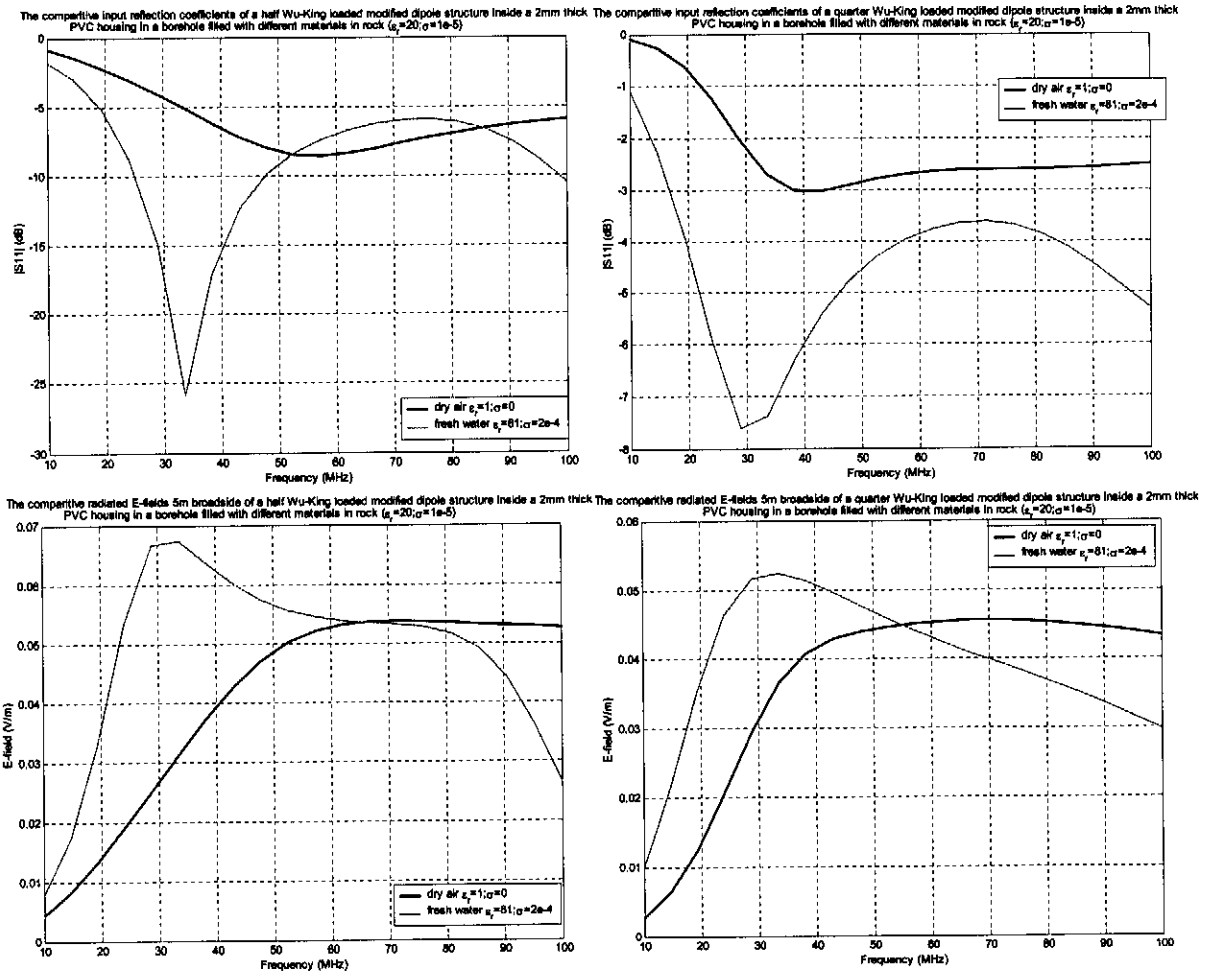 The comparitive input reflection coefficients of a half Wu-King loaded modified dipole structure inside a 2mm thick
PVC housing in a borehole filled with different materials in rock (εr=20;σ=1e-5)
0
-5
-10
-15
-20
-25
-30
|S11| (dB)
dry air εr=1;σ=0
fresh water εr=81;σ=2e-4
10 20 30 40 50 60 70 80 90 100
Frequency (MHz)
The comparitive input reflection coefficients of a quarter Wu-King loaded modified dipole structure inside a 2mm thick
PVC housing in a borehole filled with different materials in rock (εr=20;σ=1e-5)
0
-1
-2
-3
-4
-5
-6
-7
-8
|S11| (dB)
dry air εr=1;σ=0
fresh water εr=81;σ=2e-4
10 20 30 40 50 60 70 80 90 100
Frequency (MHz)
The comparitive radiated E-fields 5m broadside of a half Wu-King loaded modified dipole structure inside a 2mm thick
PVC housing in a borehole filled with different materials in rock (εr=20;σ=1e-5)
0.07
0.06
0.05
0.04
0.03
0.02
0.01
0
E-field (V/m)
dry air εr=1;σ=0
fresh water εr=81;σ=2e-4
10 20 30 40 50 60 70 80 90 100
Frequency (MHz)
The comparitive radiated E-fields 5m broadside of a quarter Wu-King loaded modified dipole structure inside a 2mm thick
PVC housing in a borehole filled with different materials in rock (εr=20;σ=1e-5)
0.06
0.05
0.04
0.03
0.02
0.01
0
E-field (V/m)
dry air εr=1;σ=0
fresh water εr=81;σ=2e-4
10 20 30 40 50 60 70 80 90 100
Frequency (MHz)